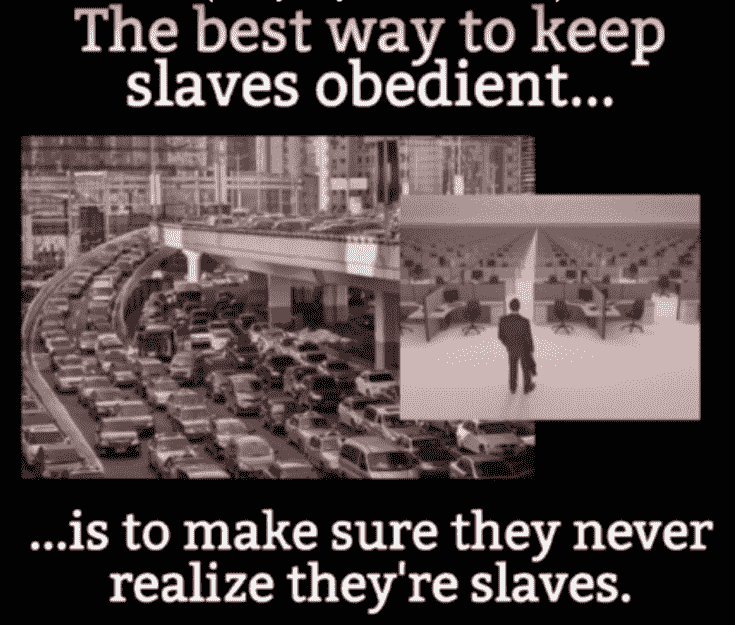 The best way to keep
slaves obedient...
...is to make sure they never
realize they're slaves.